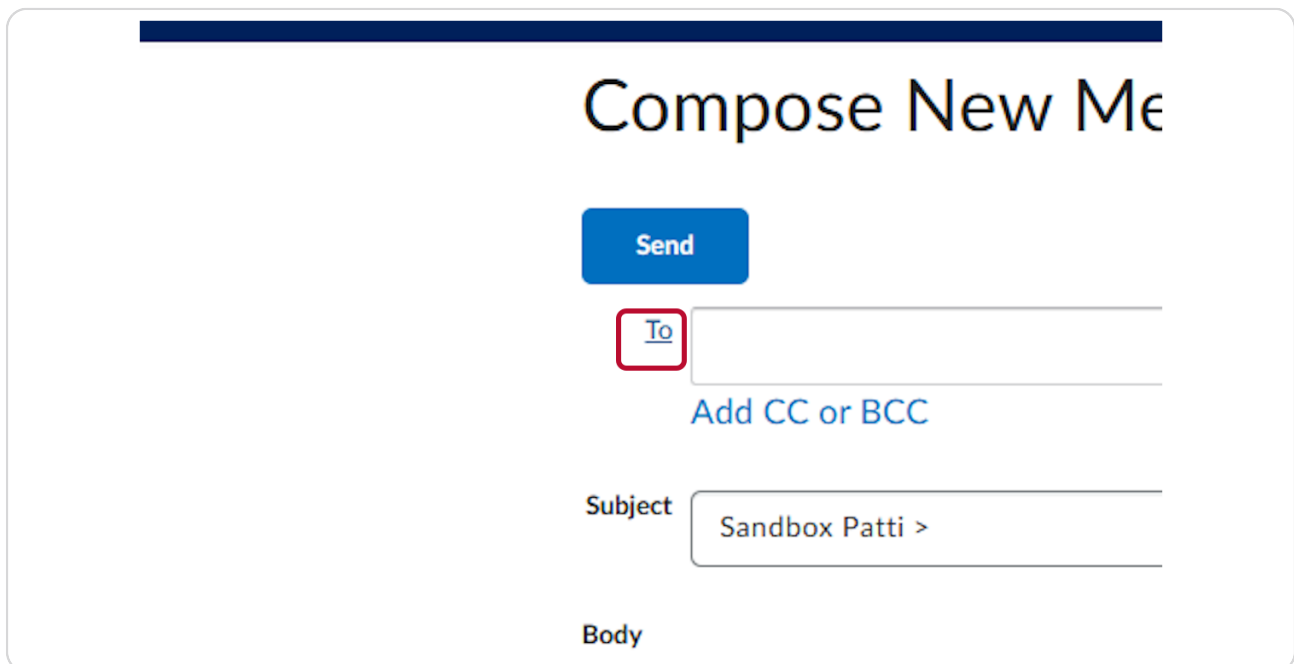 Compose New Me
Send
To
Add CC or BCC
Subject
Sandbox Patti >
Body